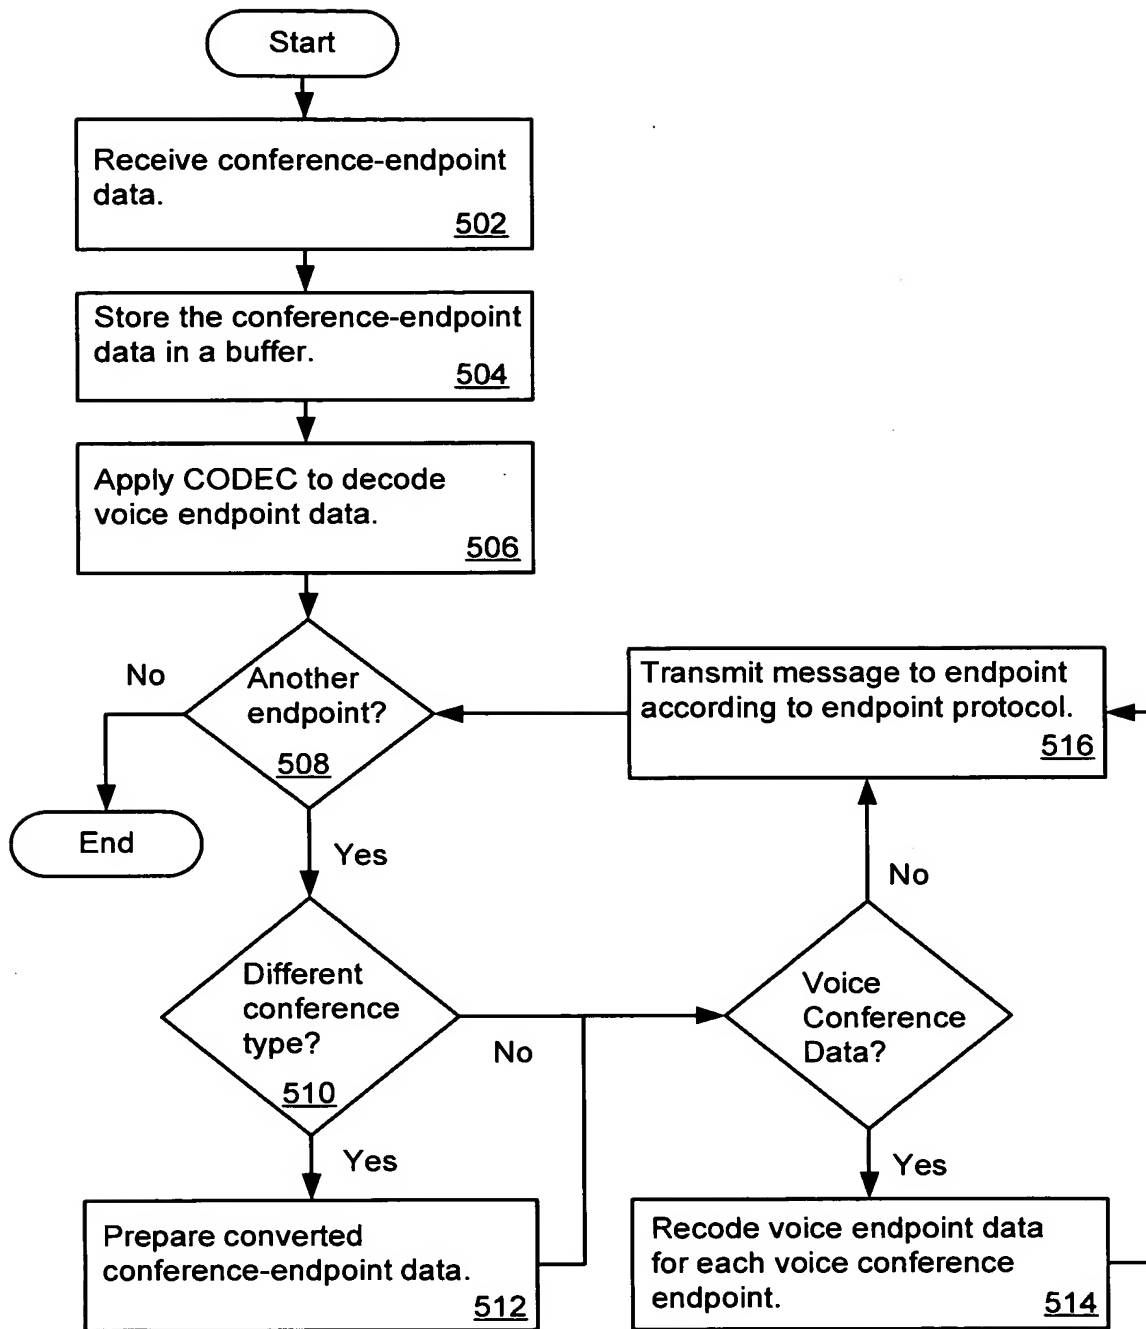 Start
Receive conference-endpoint
data.
502
Store the conference-endpoint
data in a buffer.
504
Apply CODEC to decode
voice endpoint data.
506
No
Another
endpoint?
508
Transmit message to endpoint
according to endpoint protocol.
516
End
Yes
No
Different
conference
type?
510
No
Voice
Conference
Data?
Yes
Yes
Prepare converted
conference-endpoint data.
512
Recode voice endpoint data
for each voice conference
endpoint.
514